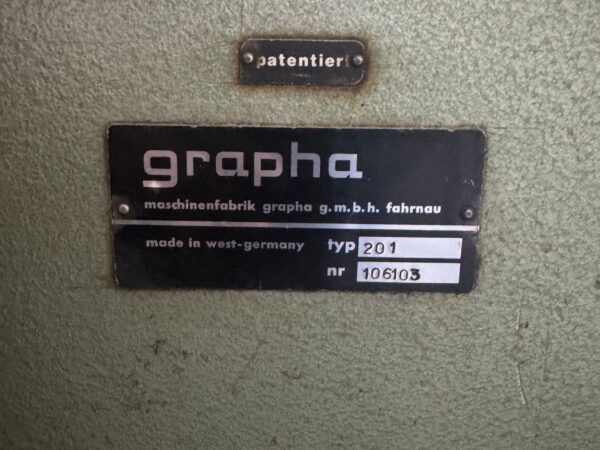 patentiert
grapha
maschinenfabrik grapha g.m.b.h. fahrnau
made in west-germany typ 201
nr 106103